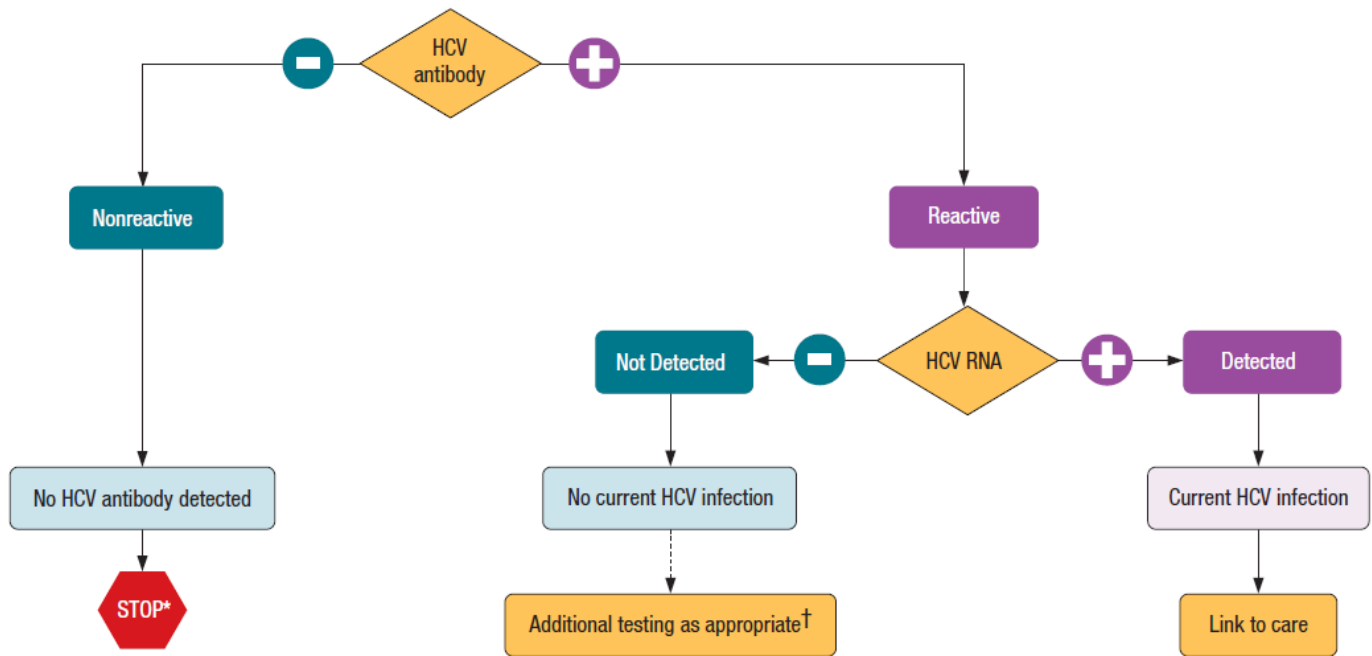 HCV
antibody
Nonreactive
Reactive
Not Detected
HCV RNA
Detected
No HCV antibody detected
No current HCV infection
Current HCV infection
STOP*
Additional testing as appropriate†
Link to care